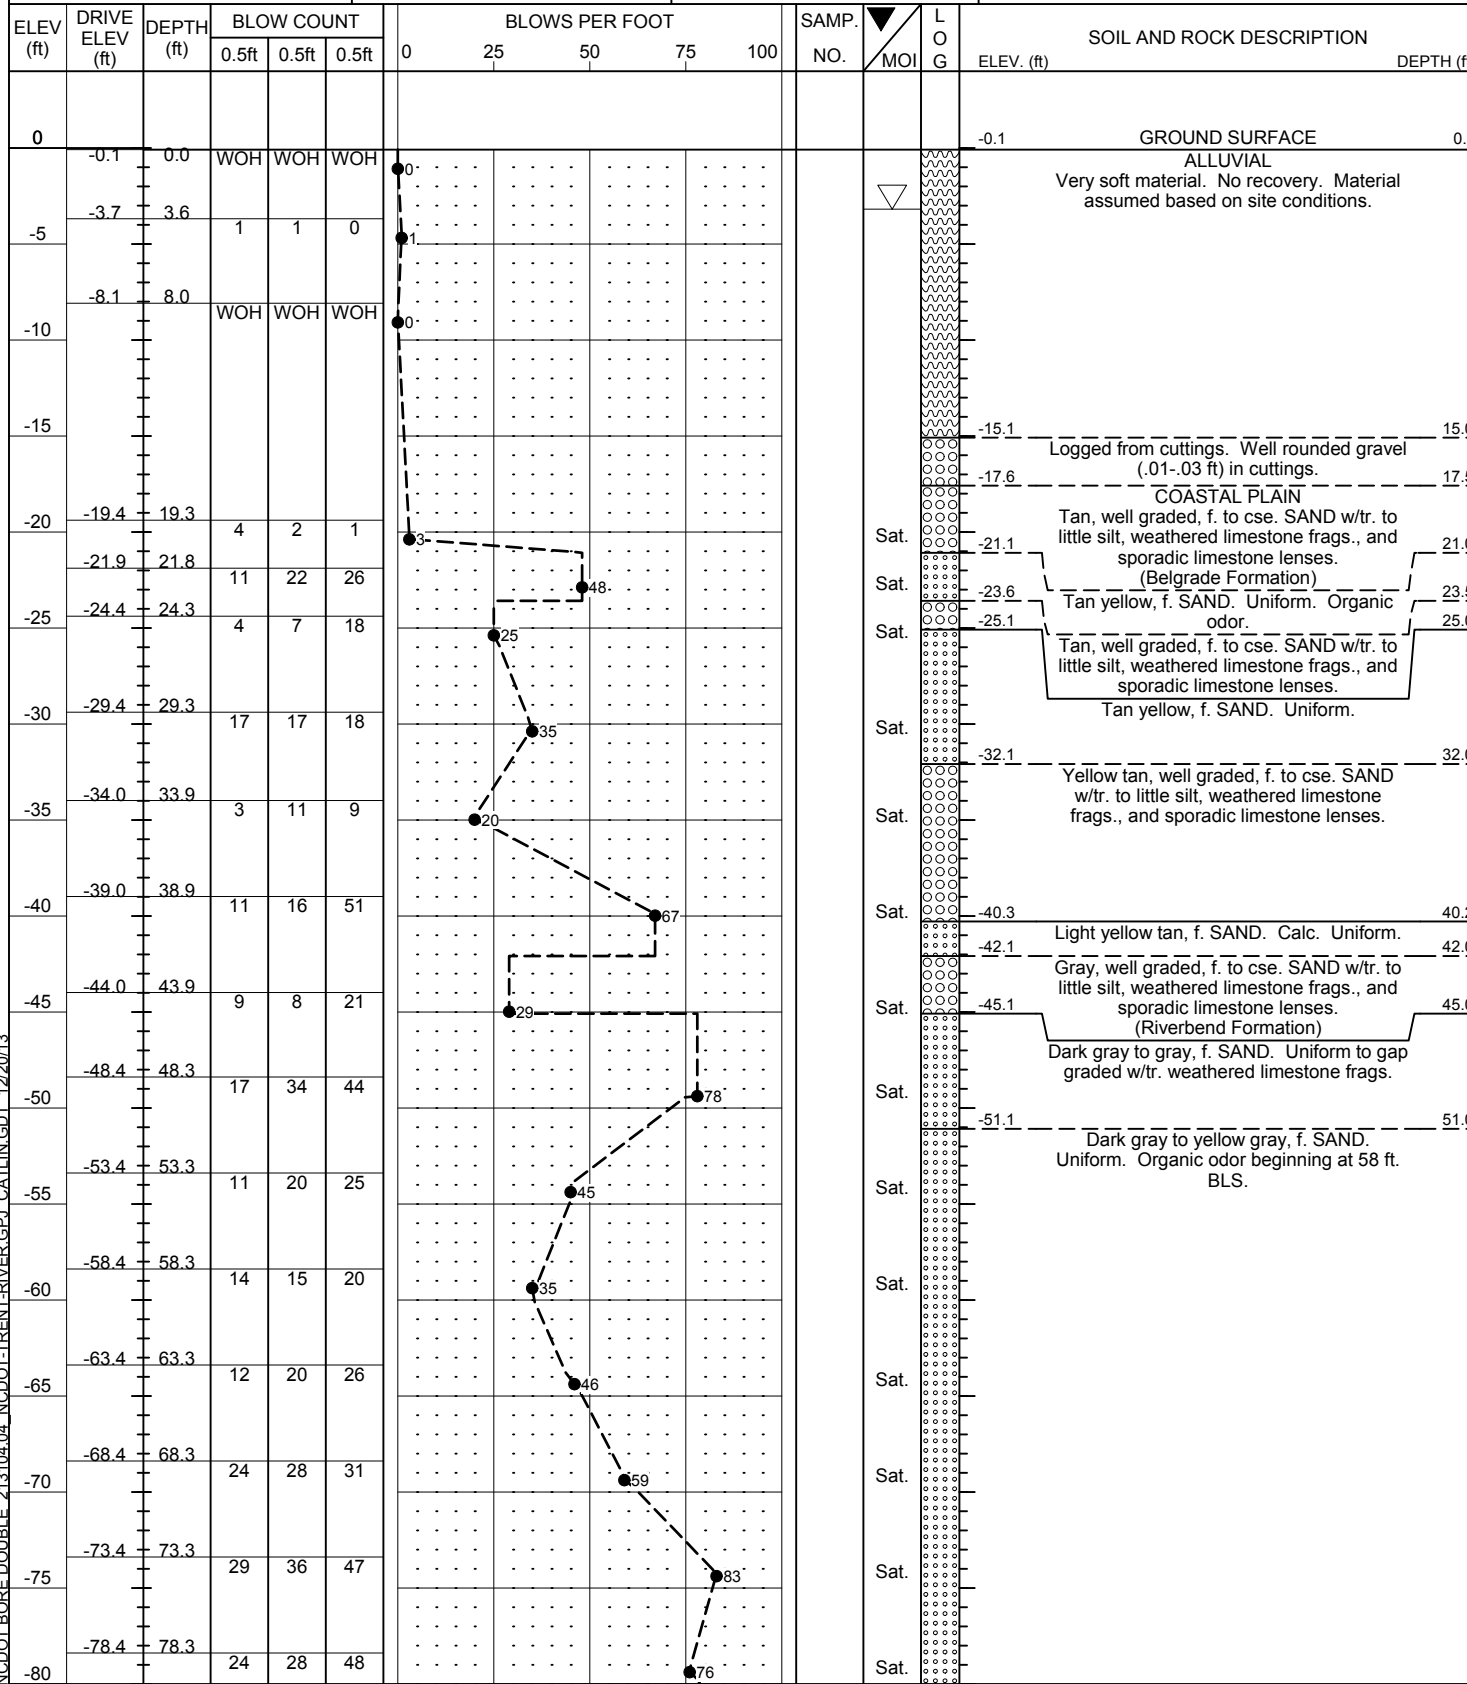 ELEV (ft) DRIVE ELEV (ft) DEPTH (ft) BLOW COUNT BLOWS PER FOOT SAMP. NO. MOI LOG SOIL AND ROCK DESCRIPTION
0.5ft 0.5ft 0.5ft 0 25 50 75 100 ELEV. (ft) DEPTH (f
0 -0.1 GROUND SURFACE 0.
-0.1 0.0 WOH WOH WOH 0
ALLUVIAL
Very soft material. No recovery. Material
assumed based on site conditions.
-3.7 3.6
-5 1 1 0 1
-8.1 8.0
WOH WOH WOH 0
-10
-15
-15.1 15.0
Logged from cuttings. Well rounded gravel
(.01-.03 ft) in cuttings.
-17.6 17.5
COASTAL PLAIN
Tan, well graded, f. to cse. SAND w/tr. to
little silt, weathered limestone frags., and
sporadic limestone lenses.
(Belgrade Formation)
-19.4 19.3
-20 4 2 1 3 Sat.
-21.1 21.0
-21.9 21.8
11 22 26 48 Sat.
-23.6 23.5
Tan yellow, f. SAND. Uniform. Organic
odor.
-24.4 24.3
-25 4 7 18 25 Sat.
-25.1 25.0
Tan, well graded, f. to cse. SAND w/tr. to
little silt, weathered limestone frags., and
sporadic limestone lenses.
Tan yellow, f. SAND. Uniform.
-29.4 29.3
-30 17 17 18 35 Sat.
-32.1 32.0
Yellow tan, well graded, f. to cse. SAND
w/tr. to little silt, weathered limestone
frags., and sporadic limestone lenses.
-34.0 33.9
-35 3 11 9 20 Sat.
-39.0 38.9
-40 11 16 51 67 Sat.
-40.3 40.2
Light yellow tan, f. SAND. Calc. Uniform.
-42.1 42.0
Gray, well graded, f. to cse. SAND w/tr. to
little silt, weathered limestone frags., and
sporadic limestone lenses.
(Riverbend Formation)
-44.0 43.9
-45 9 8 21 29 Sat.
-45.1 45.0
Dark gray to gray, f. SAND. Uniform to gap
graded w/tr. weathered limestone frags.
-48.4 48.3
-50 17 34 44 78 Sat.
-51.1 51.0
Dark gray to yellow gray, f. SAND.
Uniform. Organic odor beginning at 58 ft.
BLS.
-53.4 53.3
-55 11 20 25 45 Sat.
-58.4 58.3
-60 14 15 20 35 Sat.
-63.4 63.3
-65 12 20 26 46 Sat.
-68.4 68.3
-70 24 28 31 59 Sat.
-73.4 73.3
-75 29 36 47 83 Sat.
-78.4 78.3
-80 24 28 48 76 Sat.
NCDOT BORE DOUBLE 213104.04_NCDOT-TRENT-RIVER.GPJ CATLIN.GDT 12/20/13